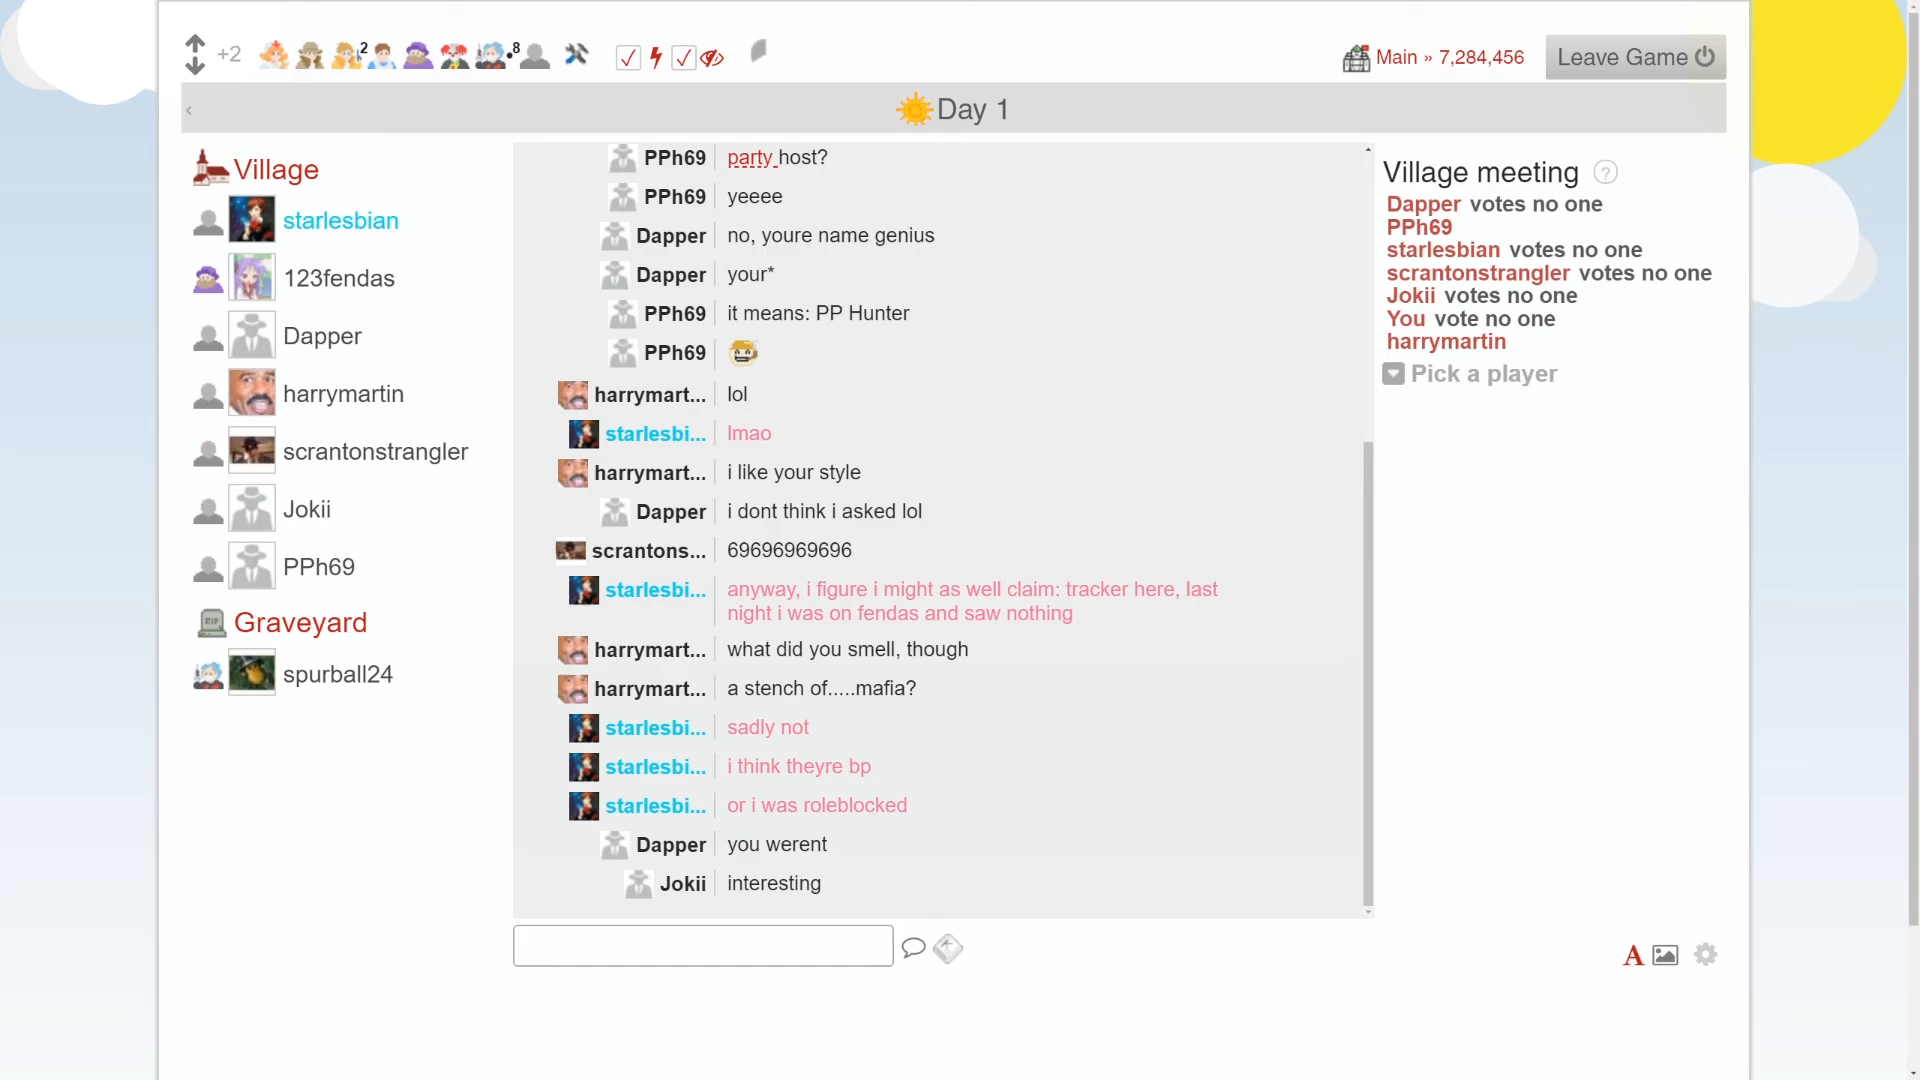 +2
2
8
Main » 7,284,456
Leave Game
Day 1
Village
starlesbian
123fendas
Dapper
harrymartin
scrantonstrangler
Jokii
PPh69
Graveyard
RIP
spurball24
PPh69 party host?
PPh69 yeeee
Dapper no, youre name genius
Dapper your*
PPh69 it means: PP Hunter
PPh69
harrymart... lol
starlesbi... lmao
harrymart... i like your style
Dapper i dont think i asked lol
scrantons... 69696969696
starlesbi... anyway, i figure i might as well claim: tracker here, last
night i was on fendas and saw nothing
harrymart... what did you smell, though
harrymart... a stench of.....mafia?
starlesbi... sadly not
starlesbi... i think theyre bp
starlesbi... or i was roleblocked
Dapper you werent
Jokii interesting
Village meeting ?
Dapper votes no one
PPh69
starlesbian votes no one
scrantonstrangler votes no one
Jokii votes no one
You vote no one
harrymartin
Pick a player
A